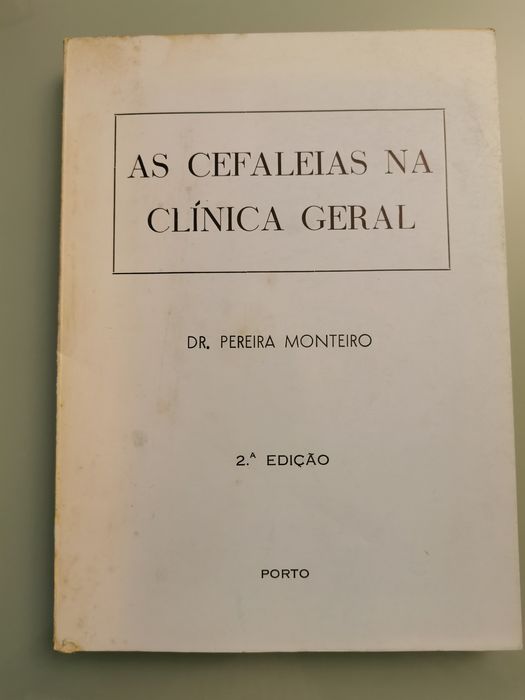 AS CEFALEIAS NA
CLÍNICA GERAL
DR. PEREIRA MONTEIRO
2.ª EDIÇÃO
PORTO